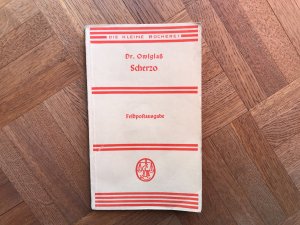 DIE KLEINE BÜCHEREI
Dr. Owlglaß
Scherzo
Feldpostausgabe